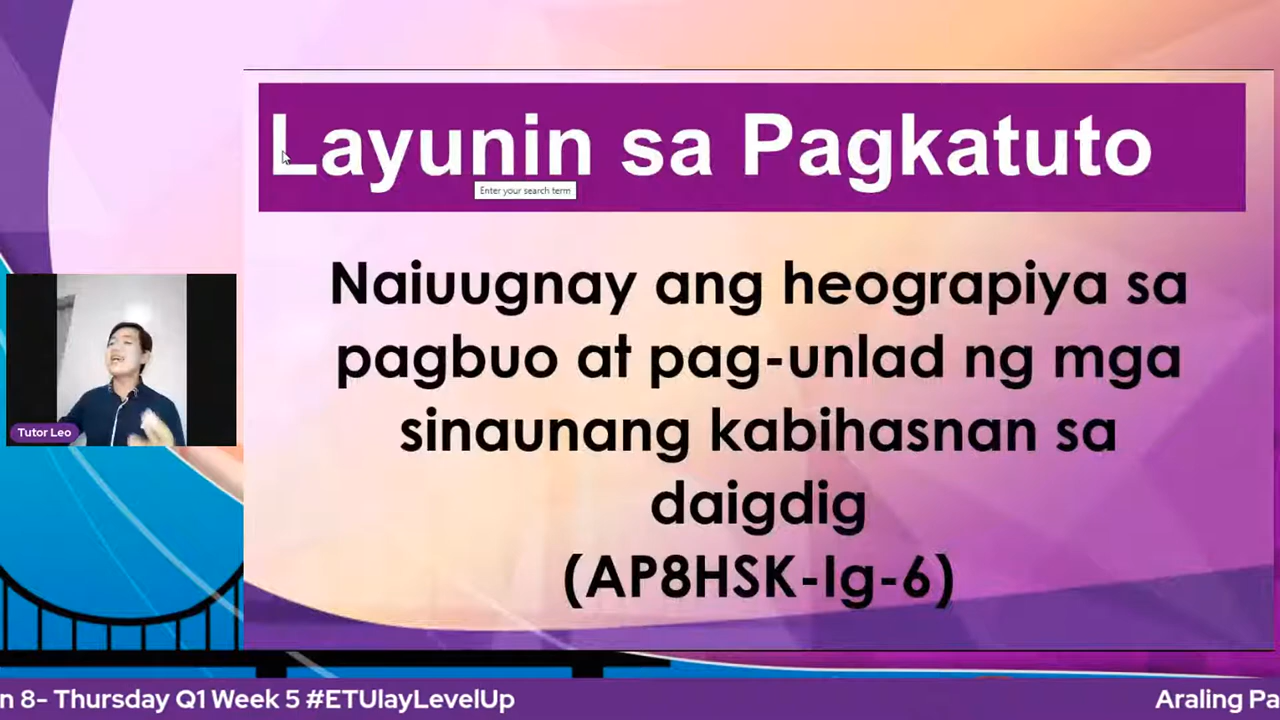 Layunin sa Pagkatuto
Enter your search term
Naiuugnay ang heograpiya sa
pagbuo at pag-unlad ng mga
sinaunang kabihasnan sa
daigdig
(AP8HSK-Ig-6)
Tutor Leo
n 8- Thursday Q1 Week 5 #ETUlayLevelUp
Araling Pa